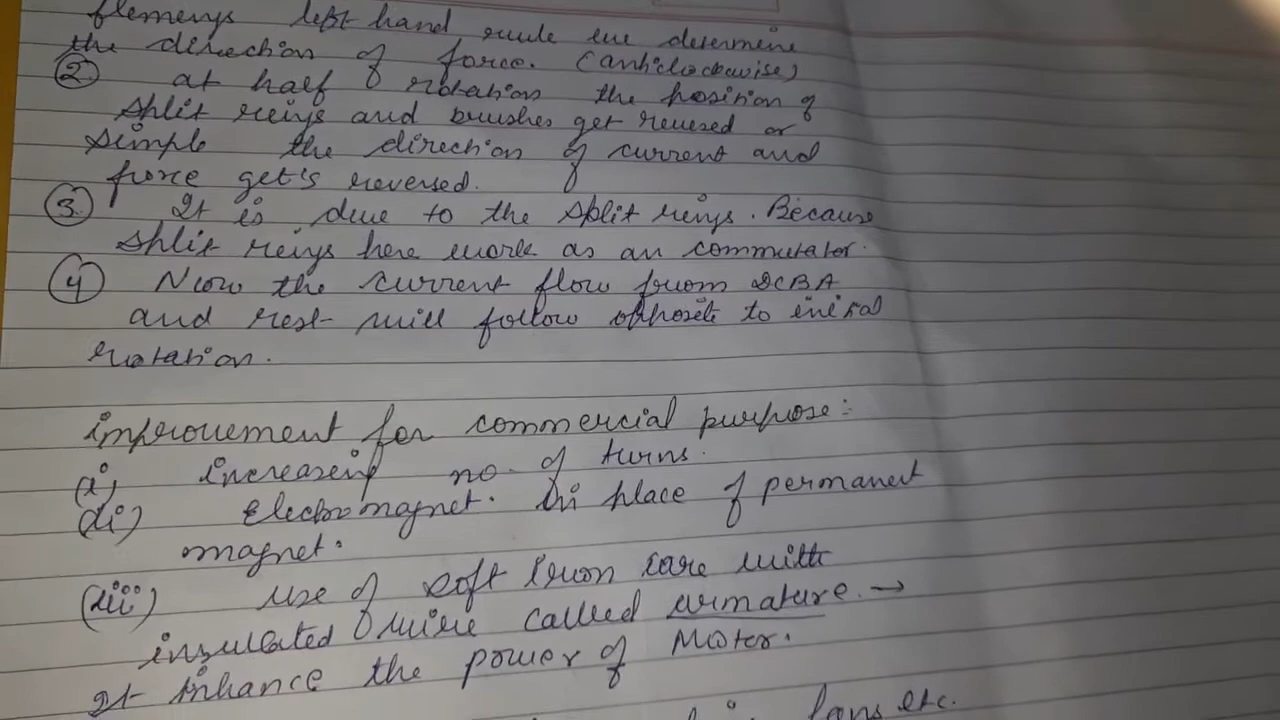 flemings left hand rule we determine
the direction of force. (anticlockwise)
② at half rotation the position of
split rings and brushes get revesed or
simple the direction of current and
force get's reversed.
③ It is due to the split rings. Because
split rings here work as an commutator.
④ Now the current flow from DCBA
and rest will follow opposite to inital
rotation.
improvement for commercial purpose:
(i) increasing no. of turns.
(ii) Electromagnet. In place of permanent
magnet.
(iii) use of soft Iron core with
insulated wire called armature. →
It Inhance the power of Motor.
fans etc.